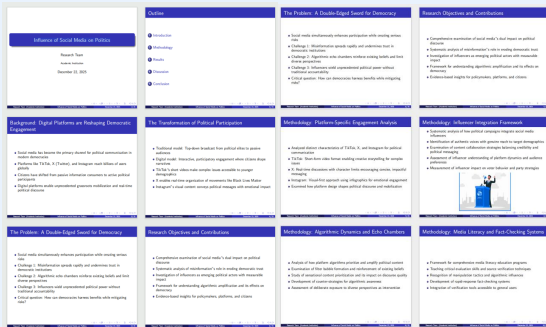 Influence of Social Media on Politics
Research Team
December 23, 2025
Outline
Introduction
Methodology
Results
Discussion
Conclusion
The Problem: A Double-Edged Sword for Democracy
Social media simultaneously enhances participation while creating serious
risks
Challenge 1: Misinformation spreads rapidly and undermines trust in
democratic institutions
Challenge 2: Algorithmic echo chambers reinforce existing beliefs and limit
diverse perspectives
Challenge 3: Influencers wield unprecedented political power without
traditional accountability
Critical question: How can democracies harness benefits while mitigating
risks?
Research Objectives and Contributions
Comprehensive examination of social media's dual impact on political
discourse
Systematic analysis of misinformation's role in eroding democratic trust
Investigation of influencers as emerging political actors with measurable
impact
Framework for understanding algorithmic amplification and its effects on
democracy
Evidence-based insights for policymakers, platforms, and citizens
Background: Digital Platforms are Reshaping Democratic
Engagement
Social media has become the primary channel for political communication in
modern democracies
Platforms like TikTok, X (Twitter), and Instagram reach billions of users
globally
Citizens have shifted from passive information consumers to active political
participants
Digital platforms enable unprecedented grassroots mobilization and real-time
political discourse
The Transformation of Political Participation
Traditional model: Top-down broadcast from political elites to passive
audiences
Digital model: Interactive, participatory engagement where citizens shape
narratives
TikTok's short videos make complex issues accessible to younger
demographics
X enables real-time organization of movements like Black Lives Matter
Instagram's visual content conveys political messages with emotional impact
Methodology: Platform-Specific Engagement Analysis
Analyzed distinct characteristics of TikTok, X, and Instagram for political
communication
TikTok: Short-form video format enabling creative storytelling for complex
issues
X: Real-time discussion with character limits encouraging concise, impactful
messaging
Instagram: Visual-first approach using infographics for emotional engagement
Examined how platform design shapes political discourse and mobilization
Methodology: Influencer Integration Framework
Systematic analysis of how political campaigns integrate social media
influencers
Identification of authentic voices with genuine reach to target demographics
Examination of content collaboration strategies balancing credibility and
political messaging
Assessment of influencer understanding of platform dynamics and audience
preferences
Measurement of influencer impact on voter behavior and party strategies
The Problem: A Double-Edged Sword for Democracy
Social media simultaneously enhances participation while creating serious
risks
Challenge 1: Misinformation spreads rapidly and undermines trust in
democratic institutions
Challenge 2: Algorithmic echo chambers reinforce existing beliefs and limit
diverse perspectives
Challenge 3: Influencers wield unprecedented political power without
traditional accountability
Critical question: How can democracies harness benefits while mitigating
risks?
Research Objectives and Contributions
Comprehensive examination of social media's dual impact on political
discourse
Systematic analysis of misinformation's role in eroding democratic trust
Investigation of influencers as emerging political actors with measurable
impact
Framework for understanding algorithmic amplification and its effects on
democracy
Evidence-based insights for policymakers, platforms, and citizens
Methodology: Algorithmic Dynamics and Echo Chambers
Analysis of how platform algorithms prioritize and amplify political content
Examination of filter bubble formation and reinforcement of existing beliefs
Study of emotional content prioritization and its impact on discourse quality
Development of counter-strategies for algorithmic awareness
Assessment of deliberate exposure to diverse perspectives as intervention
Methodology: Media Literacy and Fact-Checking Systems
Framework for comprehensive media literacy education programs
Teaching critical evaluation skills and source verification techniques
Recognition of manipulation tactics and algorithmic influences
Development of rapid-response fact-checking systems
Integration of verification tools accessible to general users